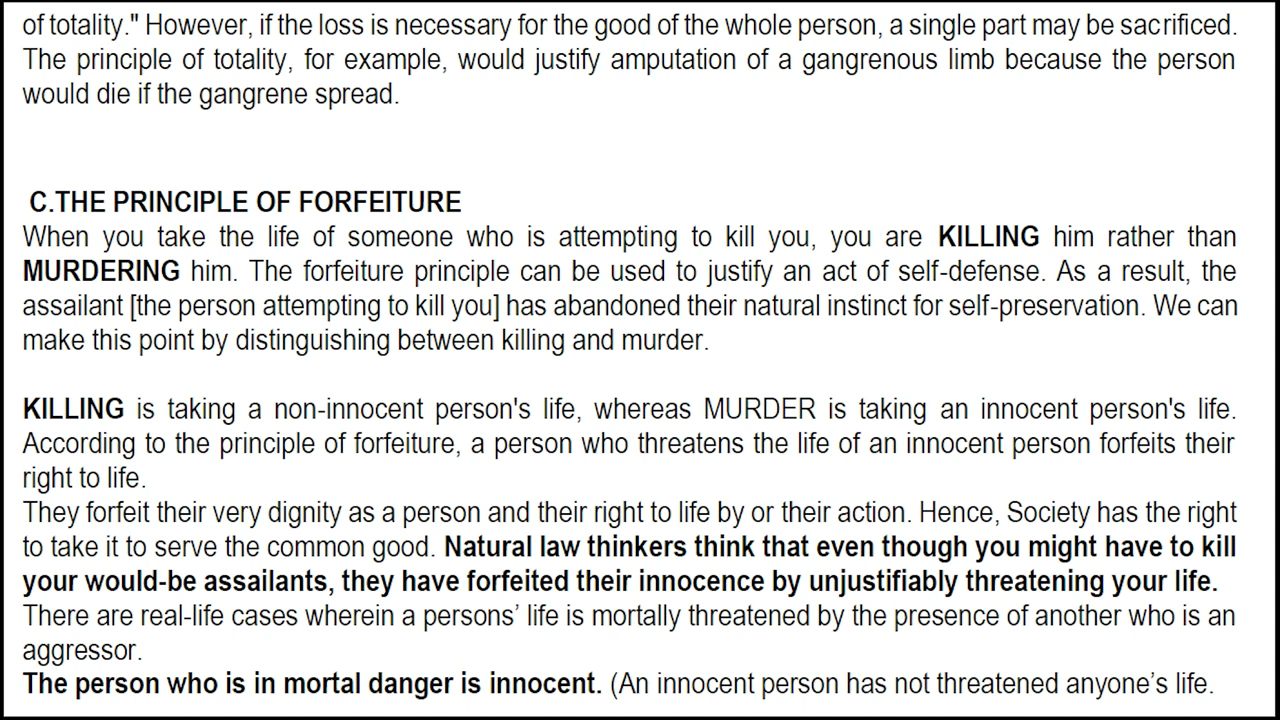 of totality." However, if the loss is necessary for the good of the whole person, a single part may be sacrificed.
The principle of totality, for example, would justify amputation of a gangrenous limb because the person
would die if the gangrene spread.
C.THE PRINCIPLE OF FORFEITURE
When you take the life of someone who is attempting to kill you, you are KILLING him rather than
MURDERING him. The forfeiture principle can be used to justify an act of self-defense. As a result, the
assailant [the person attempting to kill you] has abandoned their natural instinct for self-preservation. We can
make this point by distinguishing between killing and murder.
KILLING is taking a non-innocent person's life, whereas MURDER is taking an innocent person's life.
According to the principle of forfeiture, a person who threatens the life of an innocent person forfeits their
right to life.
They forfeit their very dignity as a person and their right to life by or their action. Hence, Society has the right
to take it to serve the common good. Natural law thinkers think that even though you might have to kill
your would-be assailants, they have forfeited their innocence by unjustifiably threatening your life.
There are real-life cases wherein a persons’ life is mortally threatened by the presence of another who is an
aggressor.
The person who is in mortal danger is innocent. (An innocent person has not threatened anyone’s life.